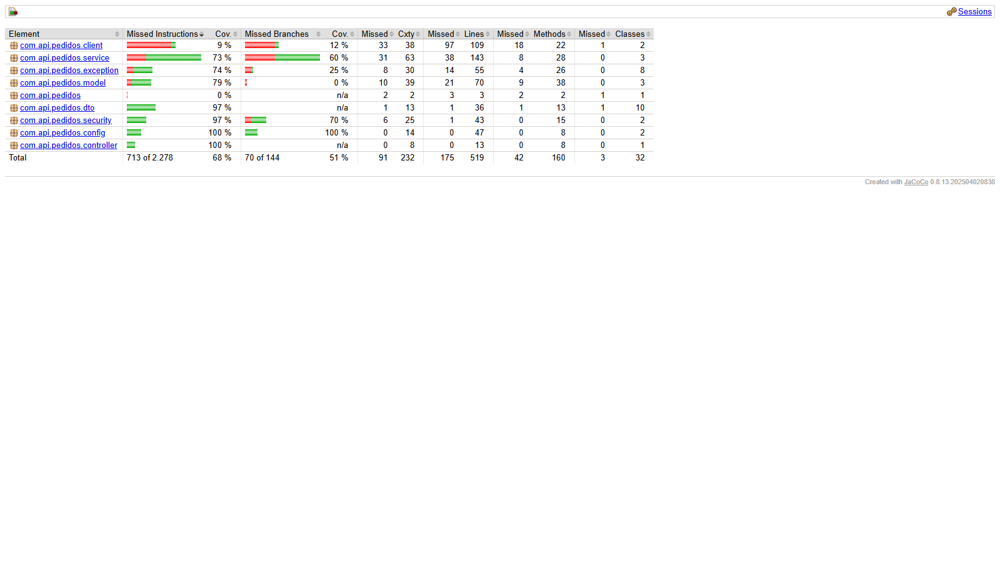 Sessions
Element Missed Instructions Cov. Missed Branches Cov. Missed Cxty Missed Lines Missed Methods Missed Classes
com.api.pedidos.client 9 % 12 % 33 38 97 109 18 22 1 2
com.api.pedidos.service 73 % 60 % 31 63 38 143 8 28 0 3
com.api.pedidos.exception 74 % 25 % 8 30 14 55 4 26 0 8
com.api.pedidos.model 79 % 0 % 10 39 21 70 9 38 0 3
com.api.pedidos 0 % n/a 2 2 3 3 2 2 1 1
com.api.pedidos.dto 97 % n/a 1 13 1 36 1 13 1 10
com.api.pedidos.security 97 % 70 % 6 25 1 43 0 15 0 2
com.api.pedidos.config 100 % 100 % 0 14 0 47 0 8 0 2
com.api.pedidos.controller 100 % n/a 0 8 0 13 0 8 0 1
Total 713 of 2.278 68 % 70 of 144 51 % 91 232 175 519 42 160 3 32
Created with JaCoCo 0.8.13.202504020838